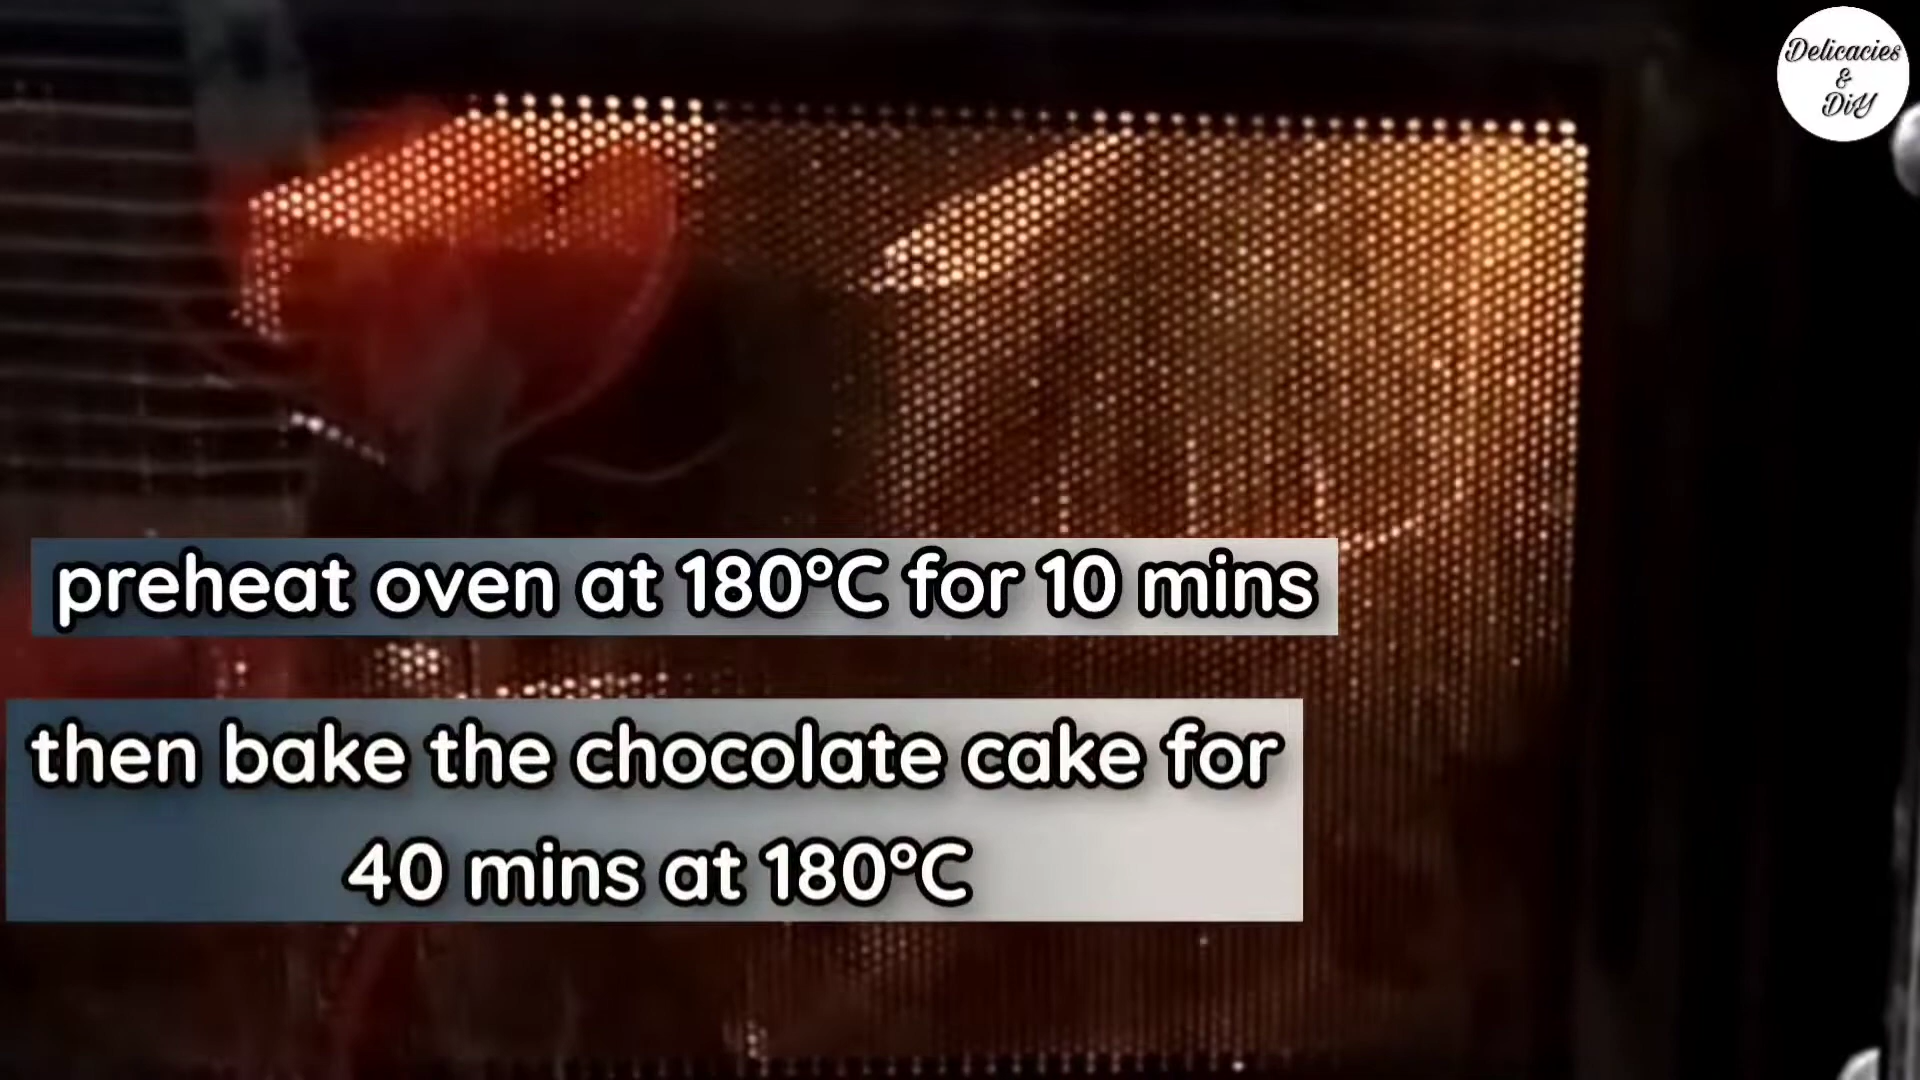 Delicacies
&
DiY
preheat oven at 180°C for 10 mins
then bake the chocolate cake for
40 mins at 180°C